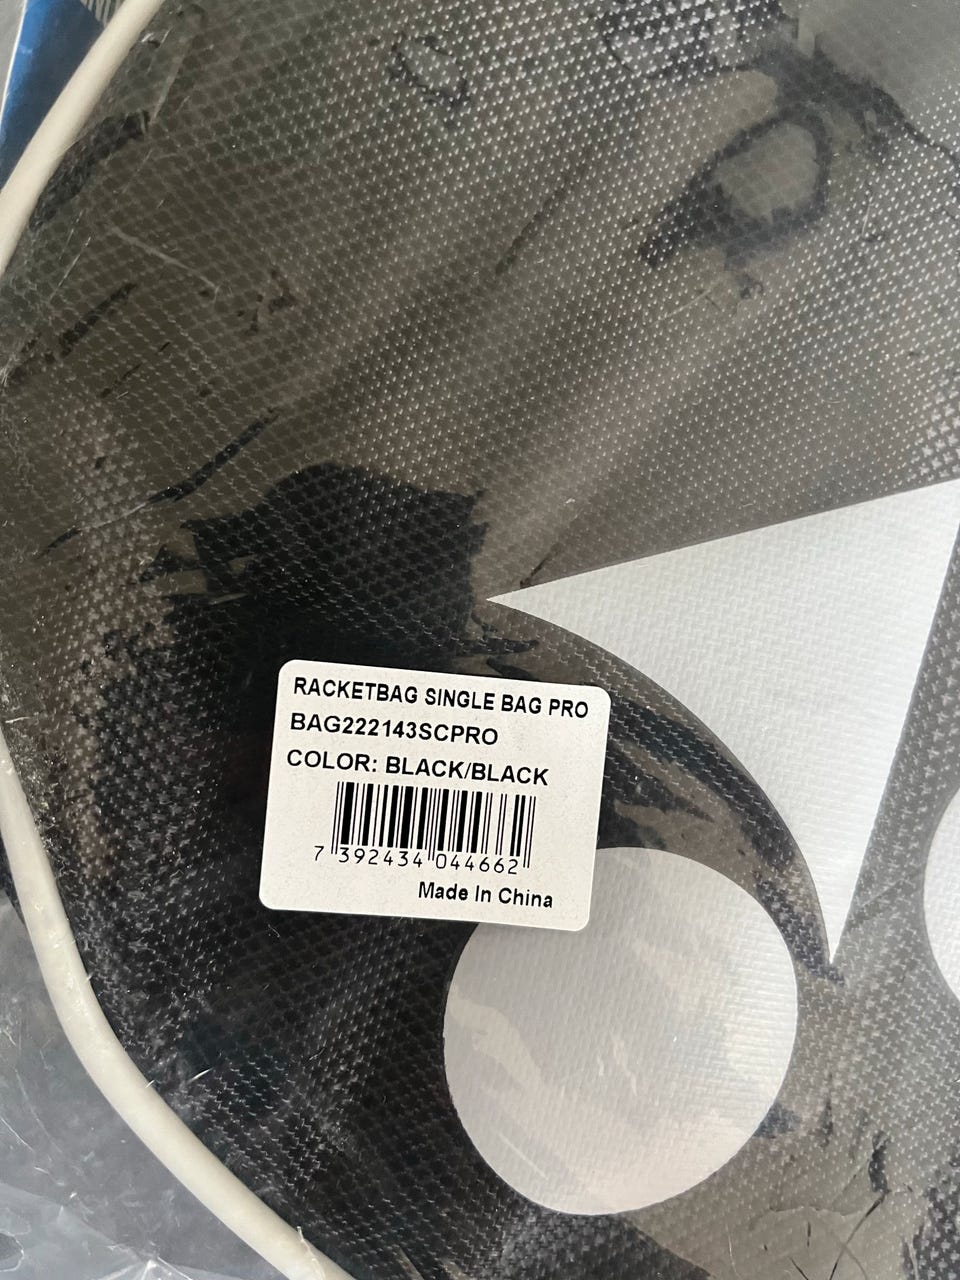 RACKETBAG SINGLE BAG PRO
BAG222143SCPRO
COLOR: BLACK/BLACK
7 392434 044662
Made In China